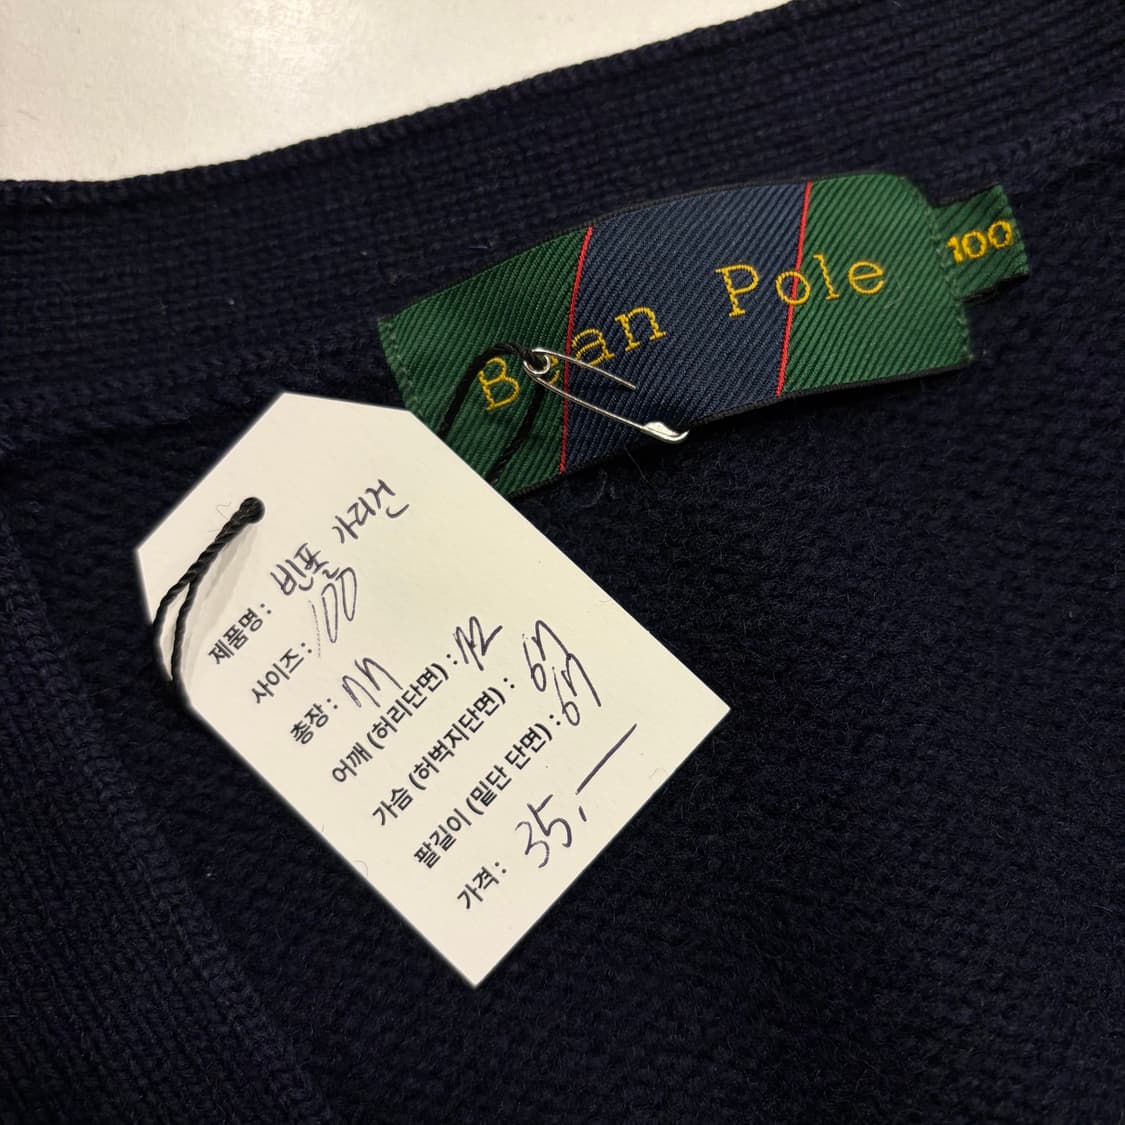 Bean Pole
100
제품명 : 빈폴 가디건
사이즈 : 100
총장 : 77
어깨 (허리단면) :
가슴 (허벅지단면) : 67
팔길이 (밑단 단면) : 67
가격 : 35,—